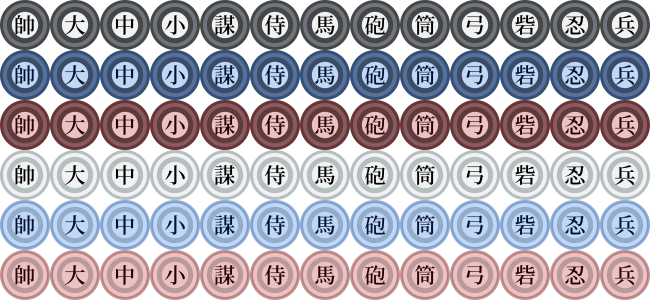 帥 大 中 小 謀 侍 馬 砲 筒 弓 砦 忍 兵
帥 大 中 小 謀 侍 馬 砲 筒 弓 砦 忍 兵
帥 大 中 小 謀 侍 馬 砲 筒 弓 砦 忍 兵
帥 大 中 小 謀 侍 馬 砲 筒 弓 砦 忍 兵
帥 大 中 小 謀 侍 馬 砲 筒 弓 砦 忍 兵
帥 大 中 小 謀 侍 馬 砲 筒 弓 砦 忍 兵